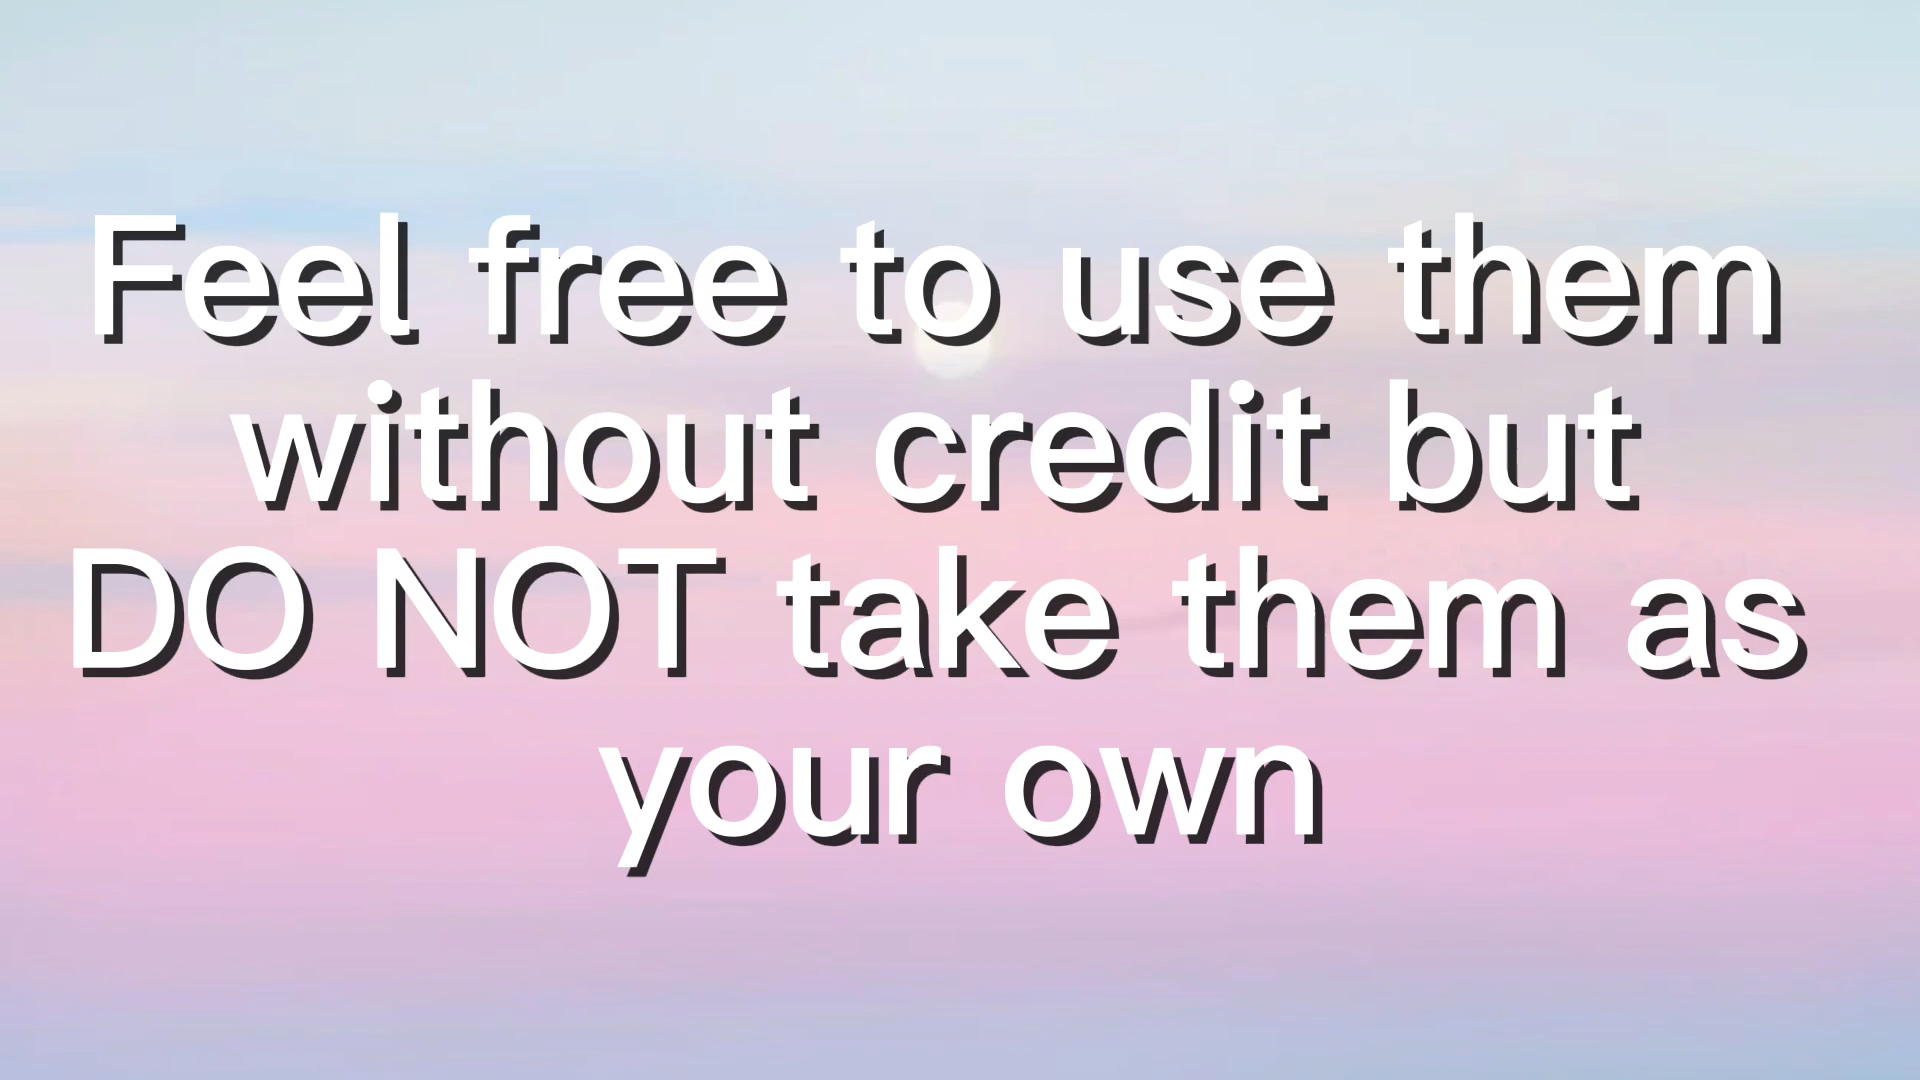 Feel free to use them
without credit but
DO NOT take them as
your own